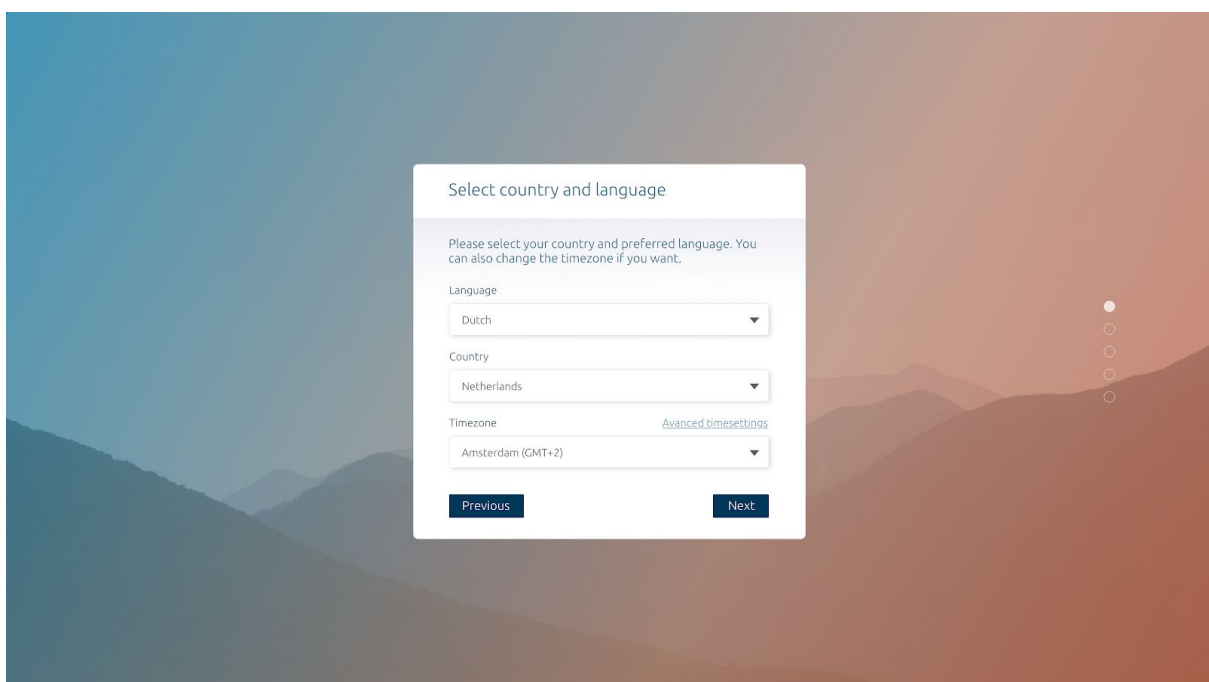 Select country and language
Please select your country and preferred language. You
can also change the timezone if you want.
Language
Dutch
Country
Netherlands
Timezone
Avanced timesettings
Amsterdam (GMT+2)
Previous
Next